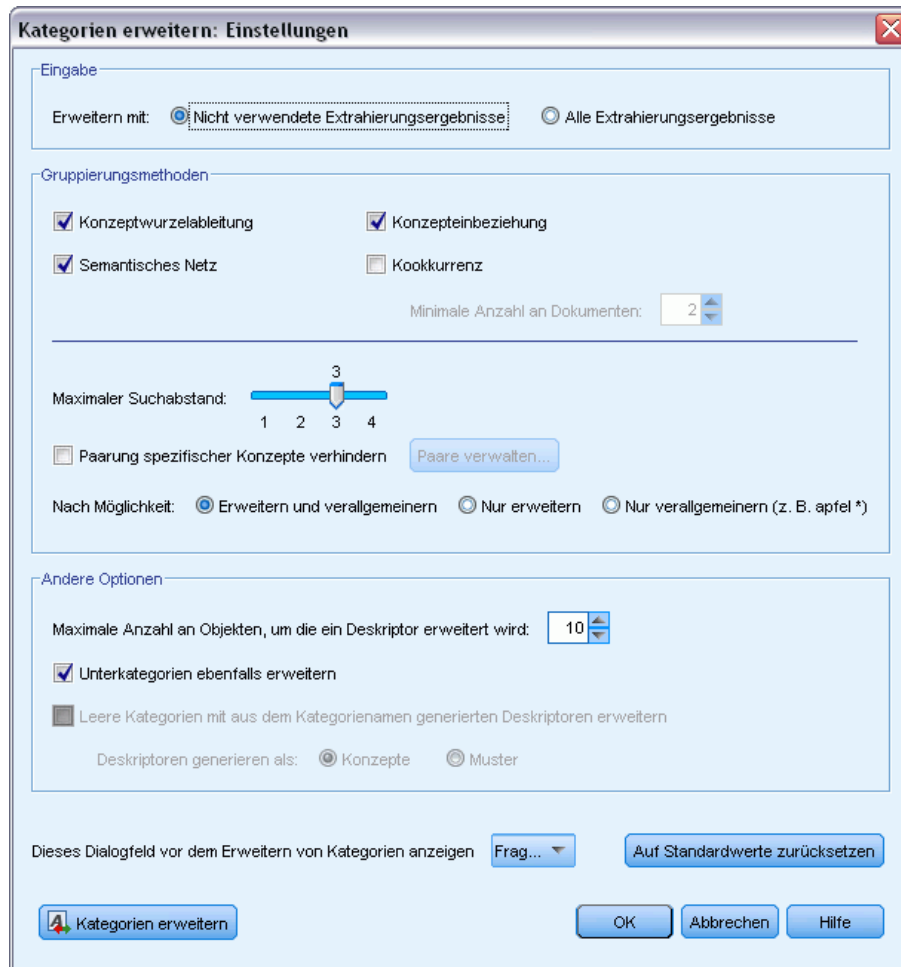 Kategorien erweitern: Einstellungen
Eingabe
Erweitern mit: Nicht verwendete Extrahierungsergebnisse Alle Extrahierungsergebnisse
Gruppierungsmethoden
Konzeptwurzelableitung Konzepteinbeziehung
Semantisches Netz Kookkurrenz
Minimale Anzahl an Dokumenten: 2
3
Maximaler Suchabstand:
1 2 3 4
Paarung spezifischer Konzepte verhindern Paare verwalten...
Nach Möglichkeit: Erweitern und verallgemeinern Nur erweitern Nur verallgemeinern (z. B. apfel *)
Andere Optionen
Maximale Anzahl an Objekten, um die ein Deskriptor erweitert wird: 10
Unterkategorien ebenfalls erweitern
Leere Kategorien mit aus dem Kategorienamen generierten Deskriptoren erweitern
Deskriptoren generieren als: Konzepte Muster
Dieses Dialogfeld vor dem Erweitern von Kategorien anzeigen Frag... Auf Standardwerte zurücksetzen
Kategorien erweitern OK Abbrechen Hilfe